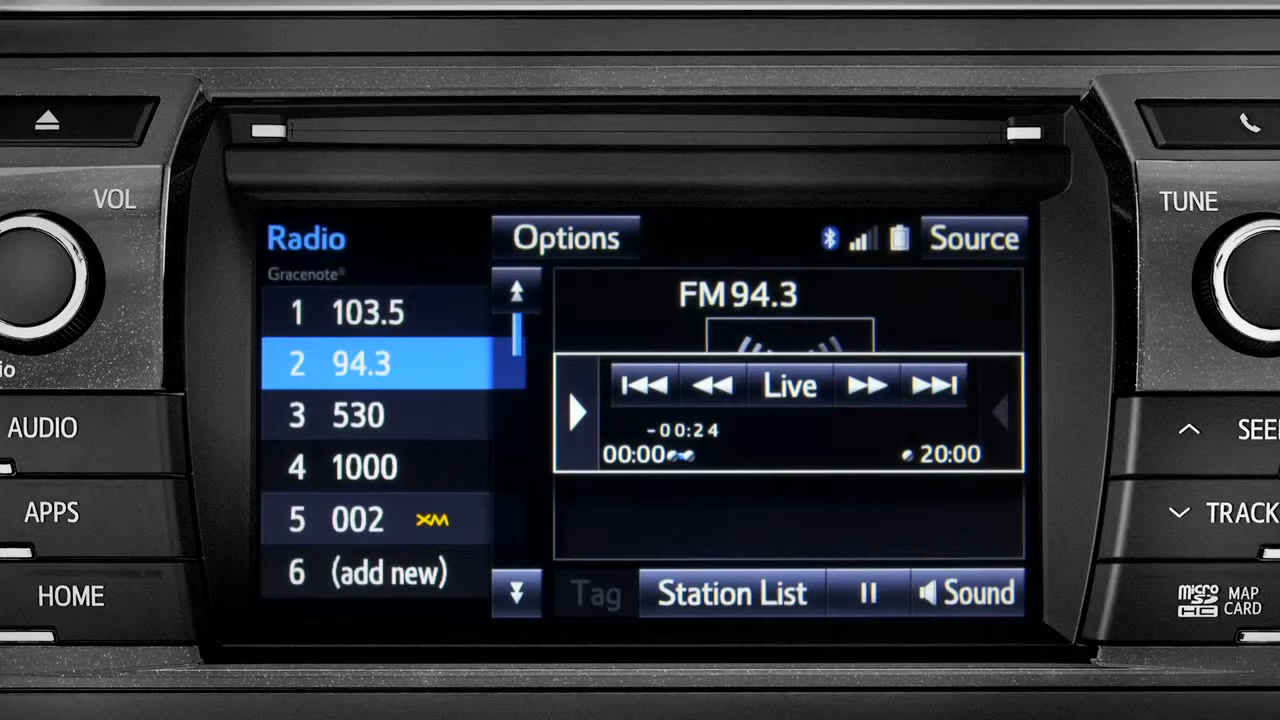 VOL
TUNE
Radio
Options
Source
Gracenote®
FM 94.3
1 103.5
2 94.3
3 530
4 1000
5 002 XM
6 (add new)
Live
-00:24
00:00
20:00
Tag
Station List
Sound
io
AUDIO
APPS
HOME
SEE
TRACK
micro
SD
HC
MAP
CARD